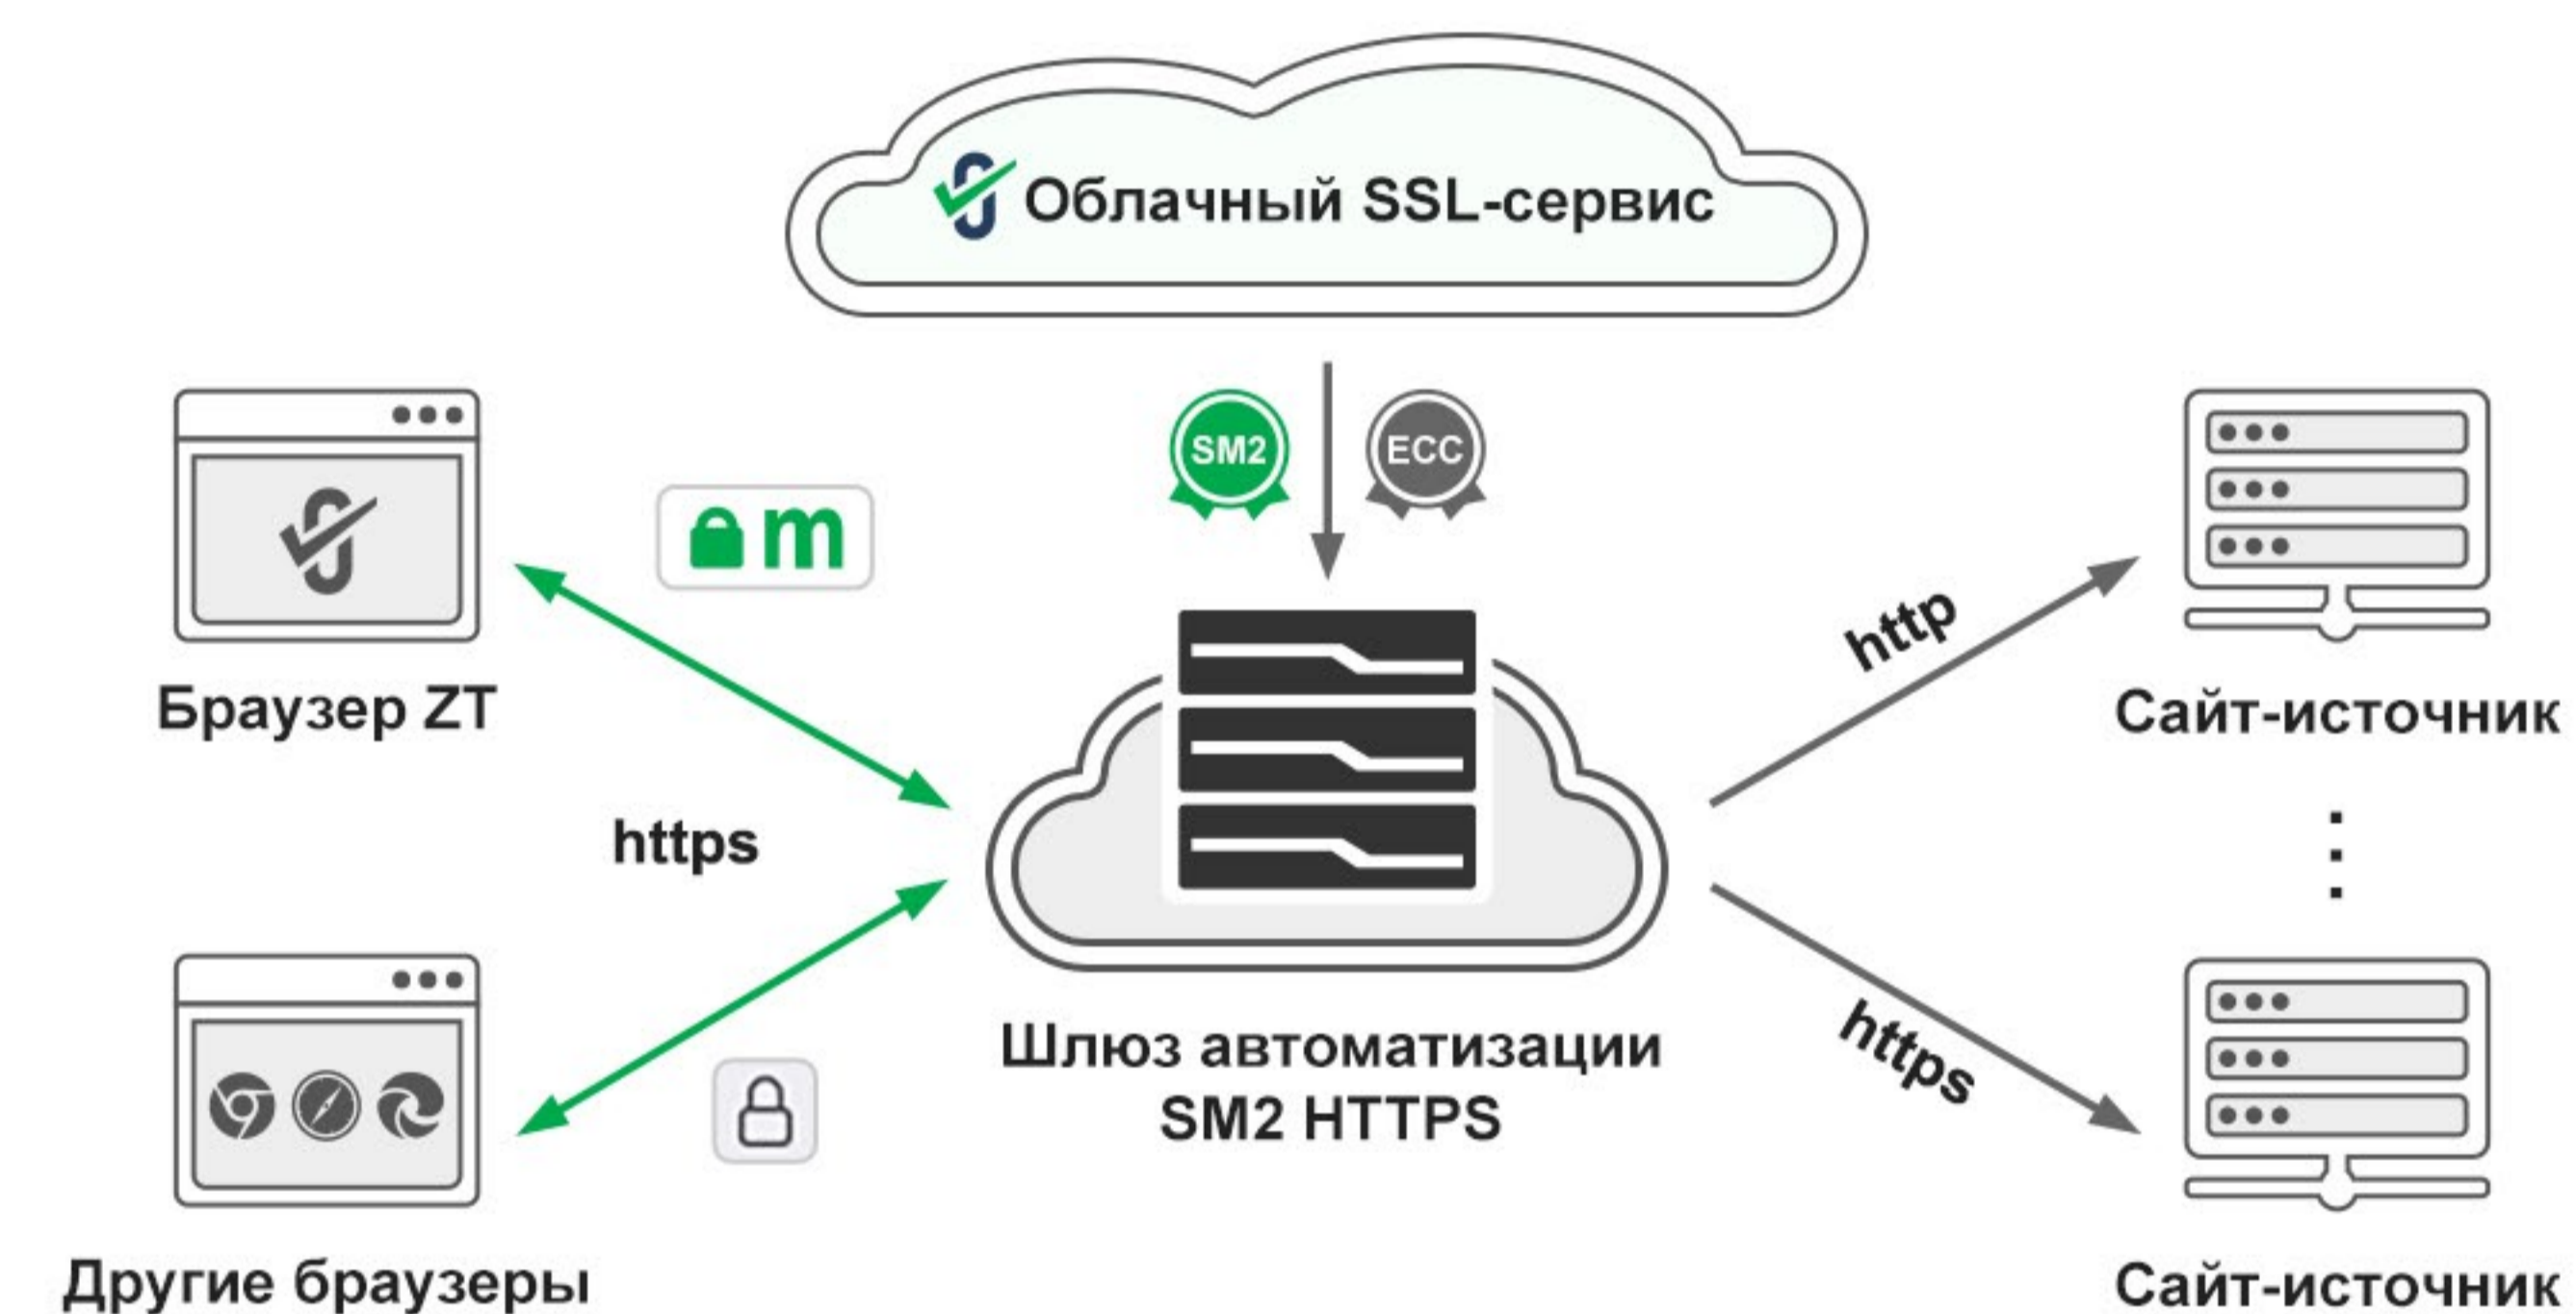 Облачный SSL-сервис
SM2
ECC
m
Браузер ZT
http
Сайт-источник
https
Шлюз автоматизации
SM2 HTTPS
https
Другие браузеры
Сайт-источник